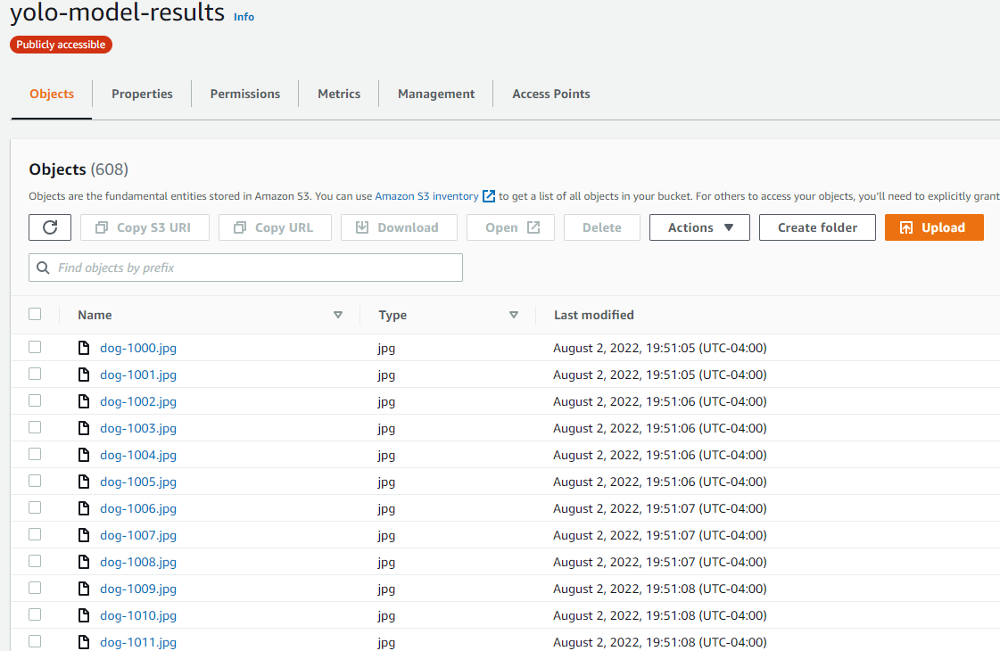 yolo-model-results Info
Publicly accessible
Objects Properties Permissions Metrics Management Access Points
Objects (608)
Objects are the fundamental entities stored in Amazon S3. You can use Amazon S3 inventory to get a list of all objects in your bucket. For others to access your objects, you'll need to explicitly grant
Copy S3 URI Copy URL Download Open Delete Actions Create folder Upload
Find objects by prefix
Name Type Last modified
dog-1000.jpg jpg August 2, 2022, 19:51:05 (UTC-04:00)
dog-1001.jpg jpg August 2, 2022, 19:51:05 (UTC-04:00)
dog-1002.jpg jpg August 2, 2022, 19:51:06 (UTC-04:00)
dog-1003.jpg jpg August 2, 2022, 19:51:06 (UTC-04:00)
dog-1004.jpg jpg August 2, 2022, 19:51:06 (UTC-04:00)
dog-1005.jpg jpg August 2, 2022, 19:51:06 (UTC-04:00)
dog-1006.jpg jpg August 2, 2022, 19:51:07 (UTC-04:00)
dog-1007.jpg jpg August 2, 2022, 19:51:07 (UTC-04:00)
dog-1008.jpg jpg August 2, 2022, 19:51:07 (UTC-04:00)
dog-1009.jpg jpg August 2, 2022, 19:51:08 (UTC-04:00)
dog-1010.jpg jpg August 2, 2022, 19:51:08 (UTC-04:00)
dog-1011.jpg jpg August 2, 2022, 19:51:08 (UTC-04:00)